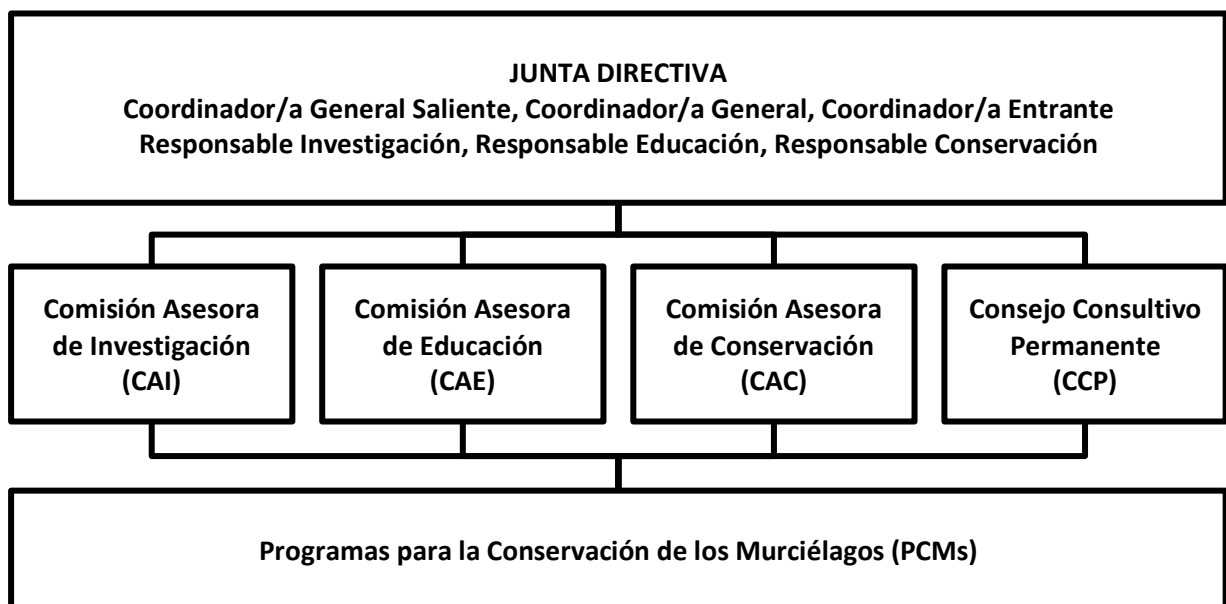 JUNTA DIRECTIVA
Coordinador/a General Saliente, Coordinador/a General, Coordinador/a Entrante
Responsable Investigación, Responsable Educación, Responsable Conservación
Comisión Asesora
de Investigación
(CAI)
Comisión Asesora
de Educación
(CAE)
Comisión Asesora
de Conservación
(CAC)
Consejo Consultivo
Permanente
(CCP)
Programas para la Conservación de los Murciélagos (PCMs)